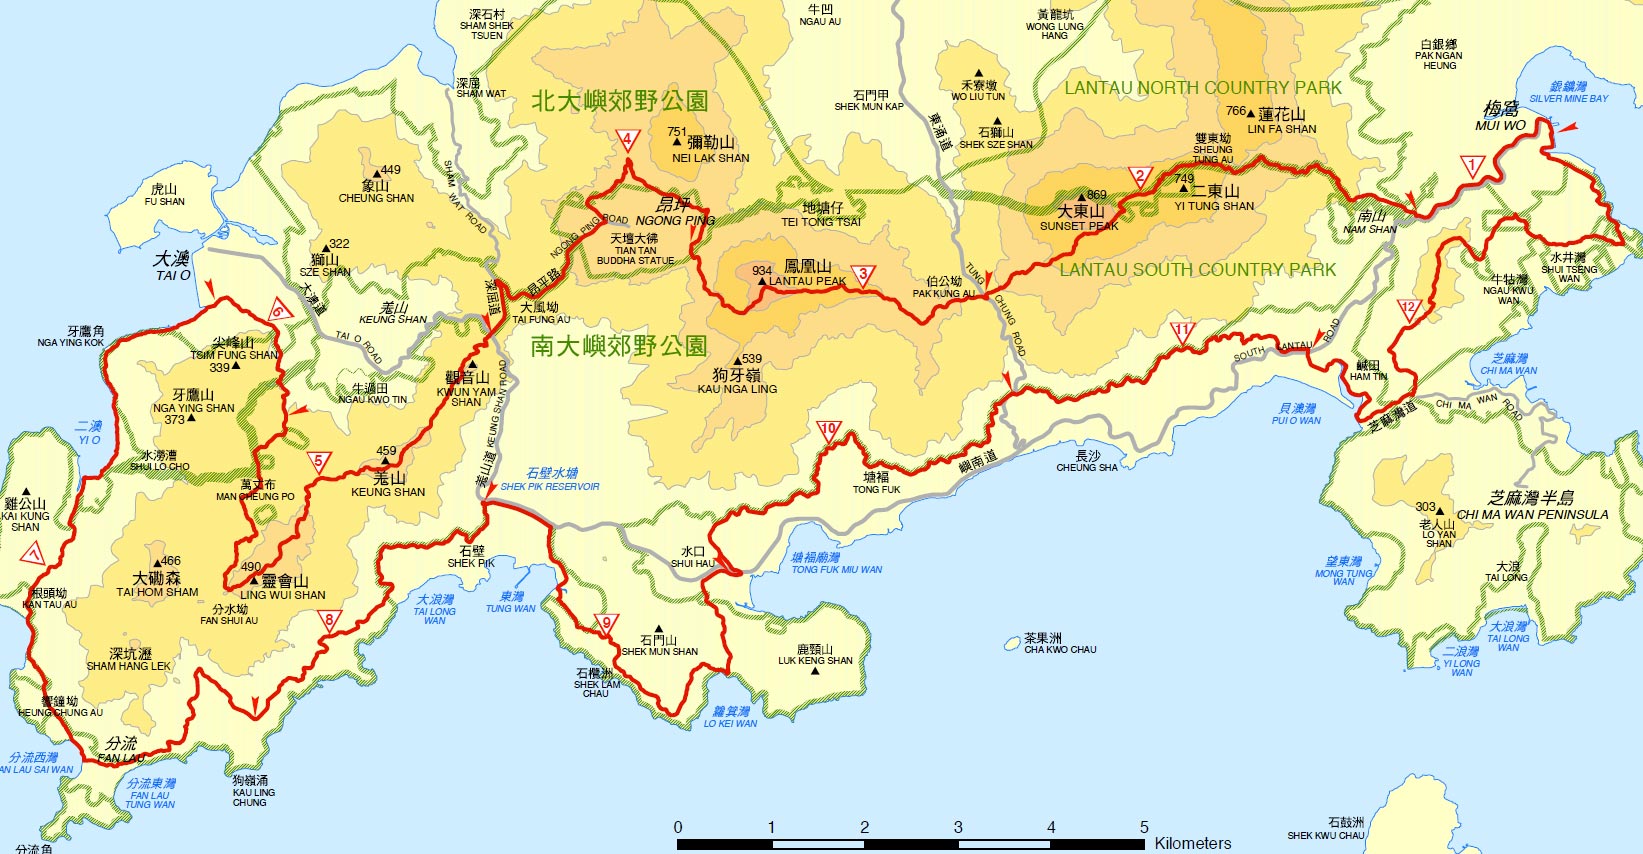 深石村
SHAM SHEK
TSUEN
牛凹
NGAU AU
黃龍坑
WONG LUNG
HANG
白銀鄉
PAK NGAN
HEUNG
深屈
SHAM WAT
北大嶼郊野公園
石門甲
SHEK MUN KAP
禾寮墩
WO LIU TUN
LANTAU NORTH COUNTRY PARK
銀鑛灣
SILVER MINE BAY
東涌道
石獅山
SHEK SZE SHAN
766
蓮花山
LIN FA SHAN
梅窩
MUI WO
4
751
彌勒山
NEI LAK SHAN
雙東坳
SHEUNG
TUNG AU
1
449
象山
CHEUNG SHAN
虎山
FU SHAN
SHAM WAT ROAD
2
749
二東山
YI TUNG SHAN
869
大東山
SUNSET PEAK
昂坪
NGONG PING
NGONG PING ROAD
地塘仔
TEI TONG TSAI
南山
NAM SHAN
322
獅山
SZE SHAN
大澳
TAI O
天壇大彿
TIAN TAN
BUDDHA STATUE
昂平路
934
鳳凰山
LANTAU PEAK
3
伯公坳
PAK KUNG AU
TUNG CHUNG ROAD
LANTAU SOUTH COUNTRY PARK
水井灣
SHUI TSENG
WAN
牛牯灣
NGAU KWU
WAN
大澳道
TAI O ROAD
羗山
KEUNG SHAN
深屈道
大風坳
TAI FUNG AU
6
12
11
牙鷹角
NGA YING KOK
尖峰山
TSIM FUNG SHAN
339
南大嶼郊野公園
SOUTH LANTAU ROAD
539
狗牙嶺
KAU NGA LING
芝麻灣
CHI MA WAN
鹹田
HAM TIN
牙鷹山
NGA YING SHAN
373
牛過田
NGAU KWO TIN
觀音山
KWUN YAM
SHAN
KEUNG SHAN ROAD
羗山道
貝澳灣
PUI O WAN
芝麻灣道
CHI MA WAN ROAD
二澳
YI O
水澇漕
SHUI LO CHO
10
5
459
羗山
KEUNG SHAN
嶼南道
長沙
CHEUNG SHA
塘福
TONG FUK
萬丈布
MAN CHEUNG PO
石壁水塘
SHEK PIK RESERVOIR
雞公山
KAI KUNG
SHAN
303
老人山
LO YAN
SHAN
芝麻灣半島
CHI MA WAN PENINSULA
7
466
大磡森
TAI HOM SHAM
490
靈會山
LING WUI SHAN
石壁
SHEK PIK
水口
SHUI HAU
塘福廟灣
TONG FUK MIU WAN
望東灣
MONG TUNG
WAN
大浪
TAI LONG
根頭坳
KAN TAU AU
分水坳
FAN SHUI AU
大浪灣
TAI LONG
WAN
東灣
TUNG WAN
8
9
石門山
SHEK MUN SHAN
鹿頸山
LUK KENG SHAN
茶果洲
CHA KWO CHAU
大浪灣
TAI LONG
WAN
二浪灣
YI LONG
WAN
深坑瀝
SHAM HANG LEK
石欖洲
SHEK LAM
CHAU
響鐘坳
HEUNG CHUNG AU
籮箕灣
LO KEI WAN
分流
FAN LAU
分流西灣
AN LAU SAI WAN
分流東灣
FAN LAU
TUNG WAN
狗嶺涌
KAU LING
CHUNG
石鼓洲
SHEK KWU CHAU
0 1 2 3 4 5
Kilometers
分流角